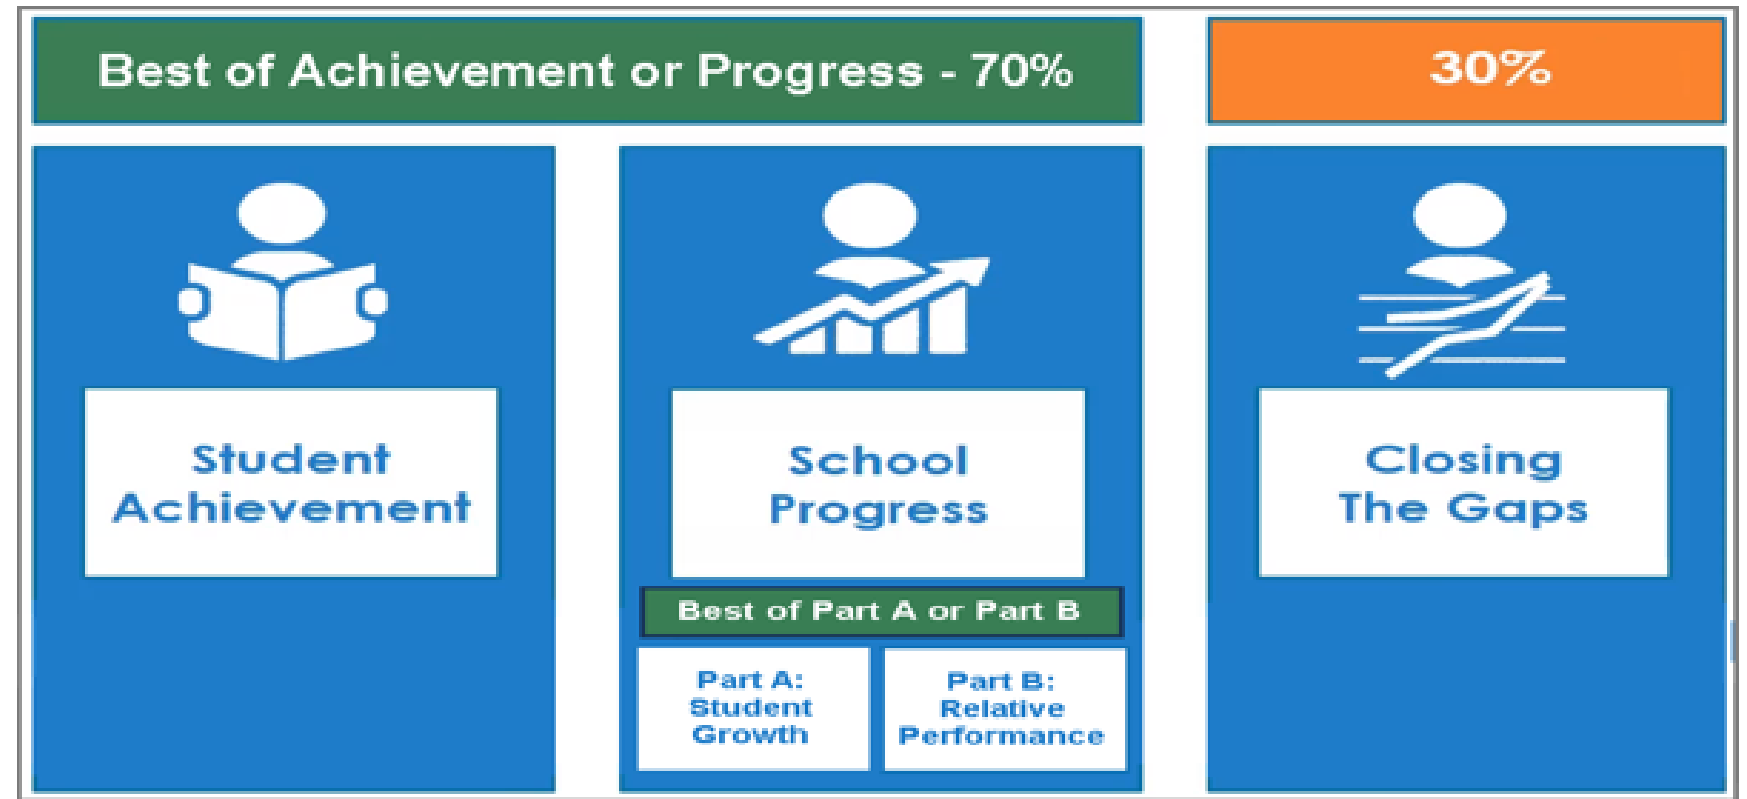 Best of Achievement or Progress - 70%
30%
Student
Achievement
School
Progress
Best of Part A or Part B
Part A:
Student
Growth
Part B:
Relative
Performance
Closing
The Gaps